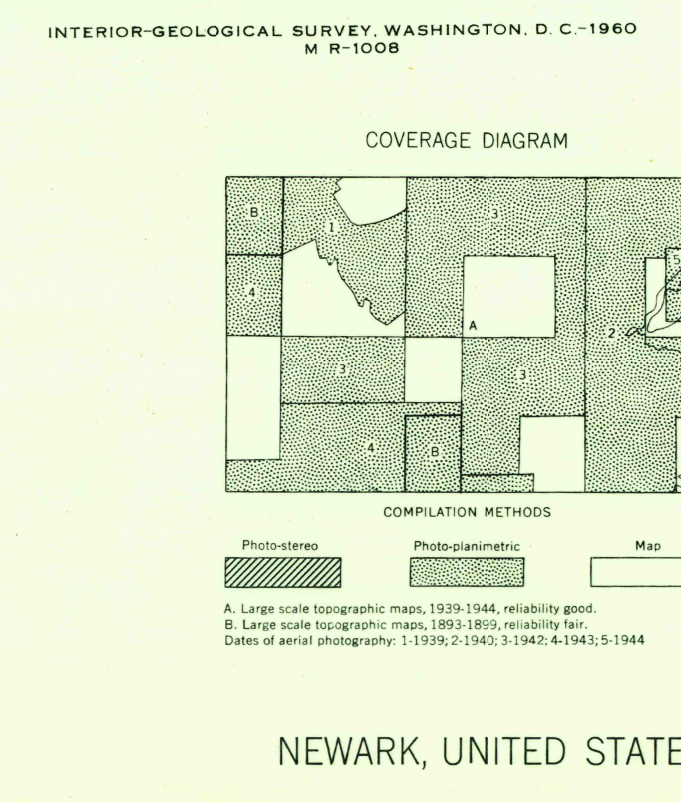 INTERIOR-GEOLOGICAL SURVEY, WASHINGTON, D. C.-1960
M R-1008
COVERAGE DIAGRAM
B
1
3
5
4
A
2
3
3
4
B
COMPILATION METHODS
Photo-stereo Photo-planimetric Map
A. Large scale topographic maps, 1939-1944, reliability good.
B. Large scale topographic maps, 1893-1899, reliability fair.
Dates of aerial photography: 1-1939; 2-1940; 3-1942; 4-1943; 5-1944
NEWARK, UNITED STATE